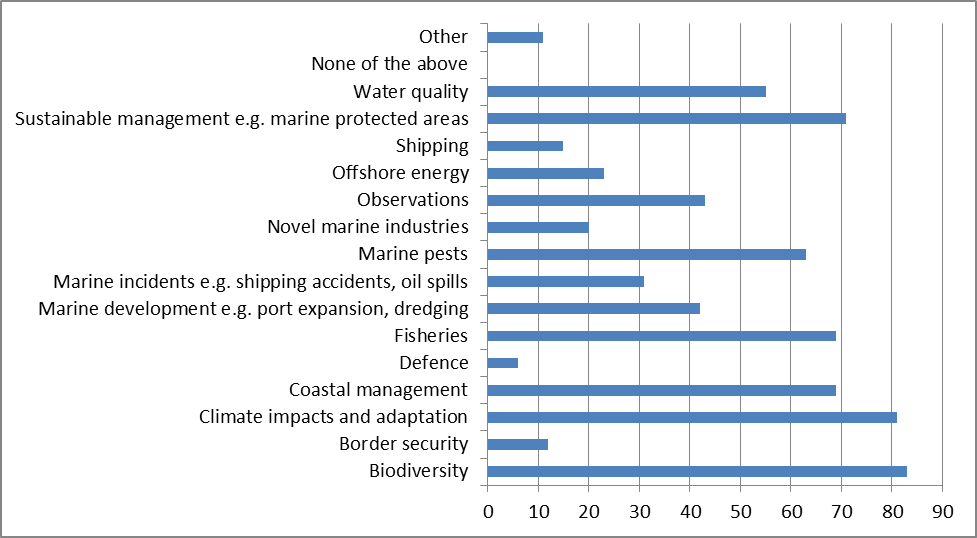 Other
None of the above
Water quality
Sustainable management e.g. marine protected areas
Shipping
Offshore energy
Observations
Novel marine industries
Marine pests
Marine incidents e.g. shipping accidents, oil spills
Marine development e.g. port expansion, dredging
Fisheries
Defence
Coastal management
Climate impacts and adaptation
Border security
Biodiversity
0 10 20 30 40 50 60 70 80 90